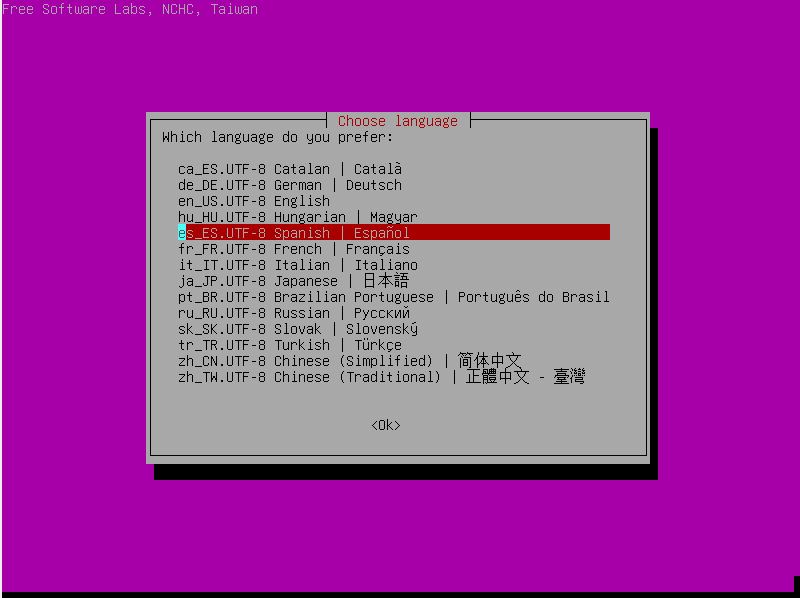 Free Software Labs, NCHC, Taiwan
Choose language
Which language do you prefer:
ca_ES.UTF-8 Catalan | Català
de_DE.UTF-8 German | Deutsch
en_US.UTF-8 English
hu_HU.UTF-8 Hungarian | Magyar
es_ES.UTF-8 Spanish | Español
fr_FR.UTF-8 French | Français
it_IT.UTF-8 Italian | Italiano
ja_JP.UTF-8 Japanese | 日本語
pt_BR.UTF-8 Brazilian Portuguese | Português do Brasil
ru_RU.UTF-8 Russian | Русский
sk_SK.UTF-8 Slovak | Slovenský
tr_TR.UTF-8 Turkish | Türkçe
zh_CN.UTF-8 Chinese (Simplified) | 简体中文
zh_TW.UTF-8 Chinese (Traditional) | 正體中文 - 臺灣
<Ok>